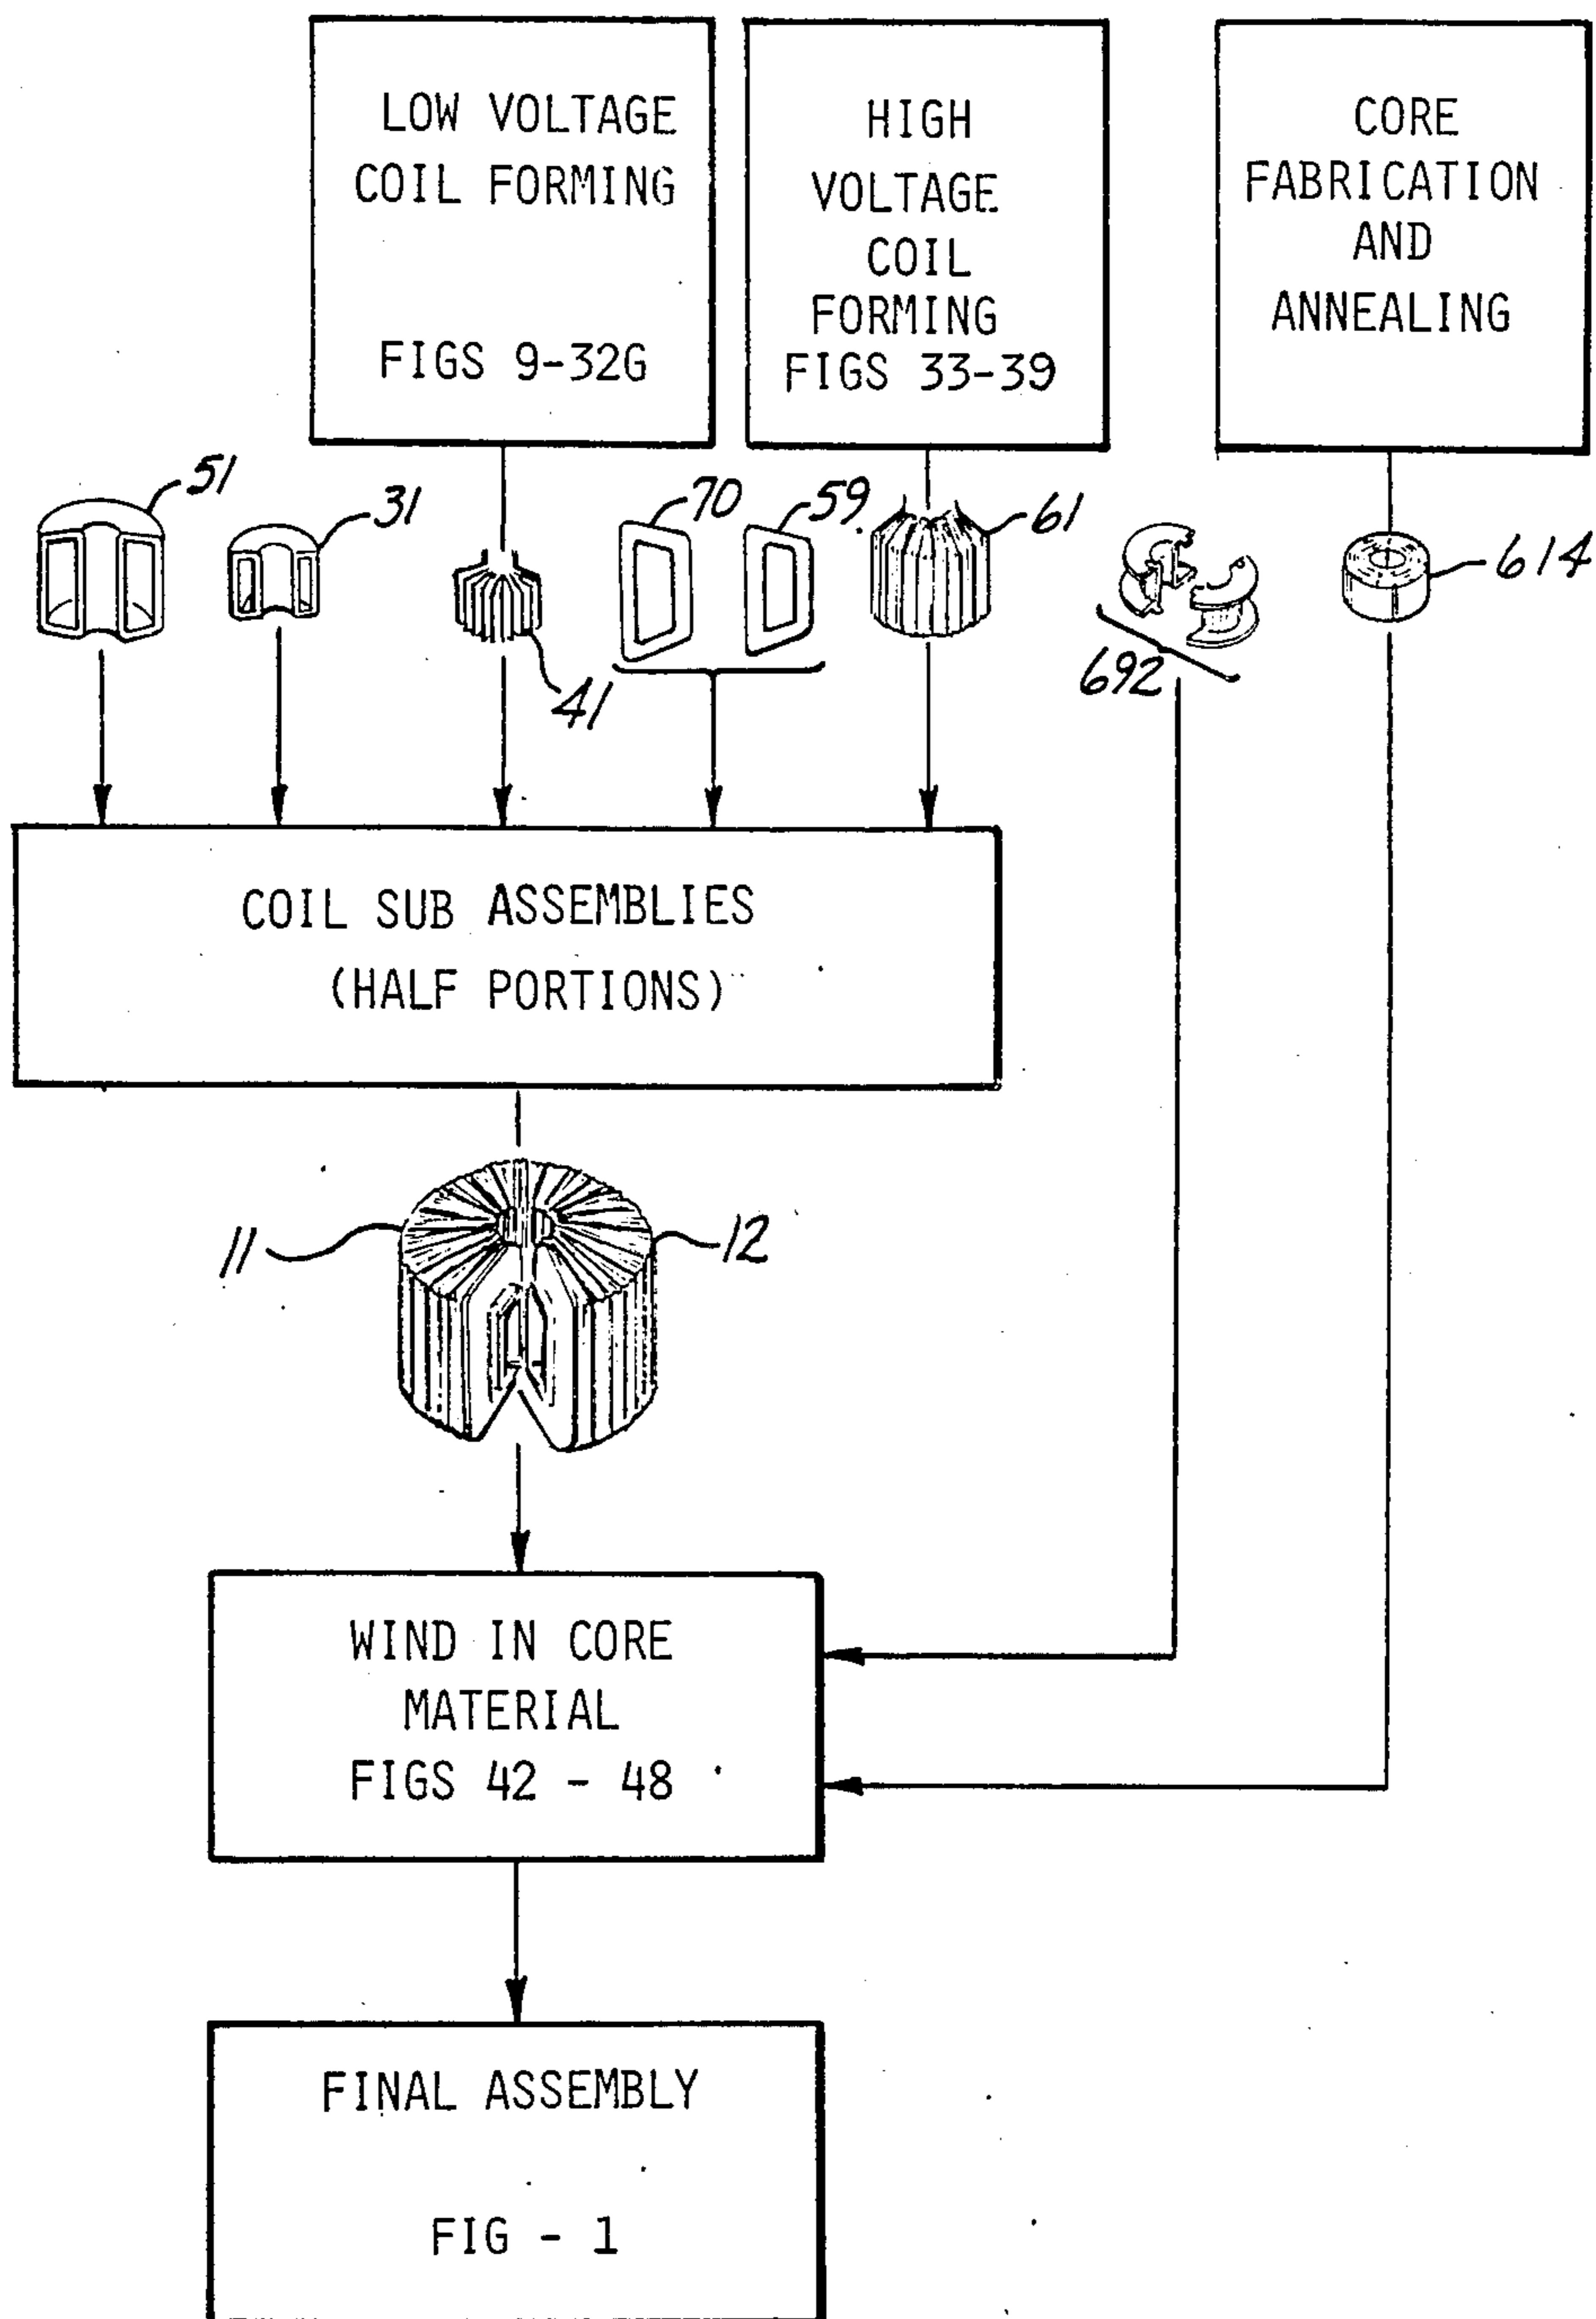 LOW VOLTAGE
COIL FORMING
FIGS 9-32G
HIGH
VOLTAGE
COIL
FORMING
FIGS 33-39
CORE
FABRICATION
AND
ANNEALING
51
31
41
70
59
61
692
614
COIL SUB ASSEMBLIES
(HALF PORTIONS)
11
12
WIND IN CORE
MATERIAL
FIGS 42 - 48
FINAL ASSEMBLY
FIG - 1